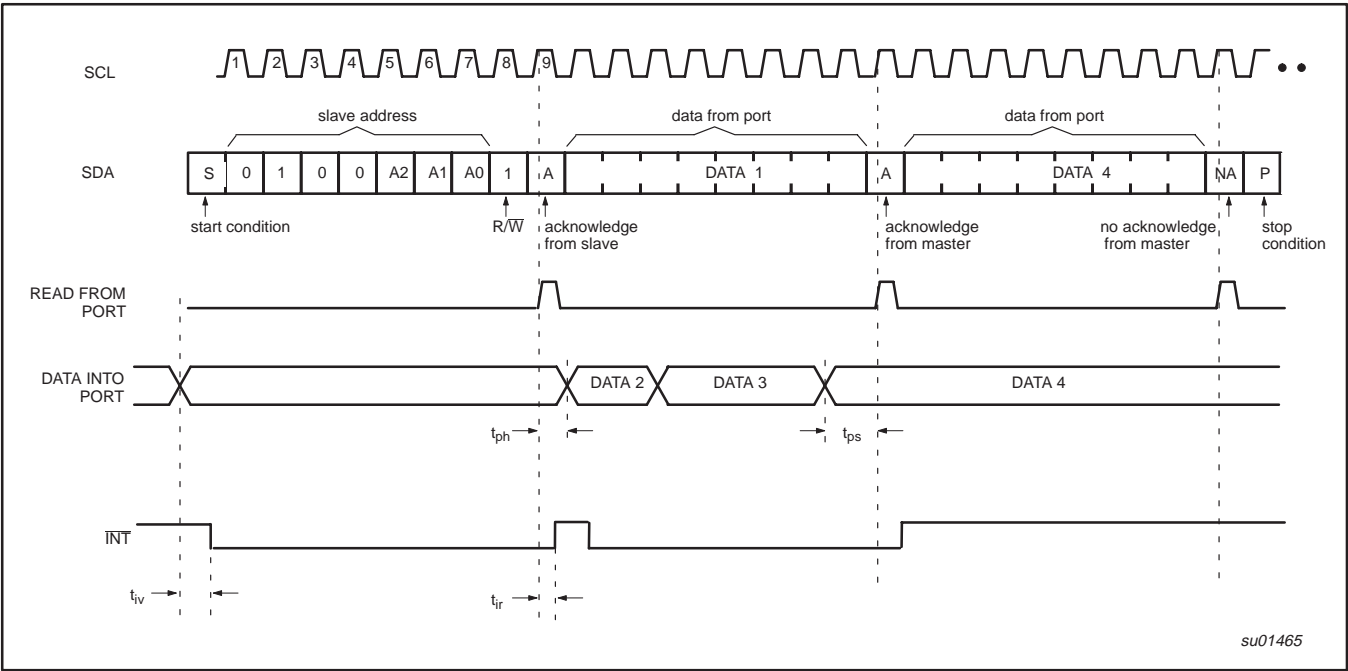 SCL 1 2 3 4 5 6 7 8 9
slave address data from port data from port
SDA S 0 1 0 0 A2 A1 A0 1 A DATA 1 A DATA 4 NA P
start condition R/W̅ acknowledge from slave acknowledge from master no acknowledge from master stop condition
READ FROM PORT
DATA INTO PORT DATA 2 DATA 3 DATA 4
tph tps
I̅N̅T̅
tiv tir
su01465